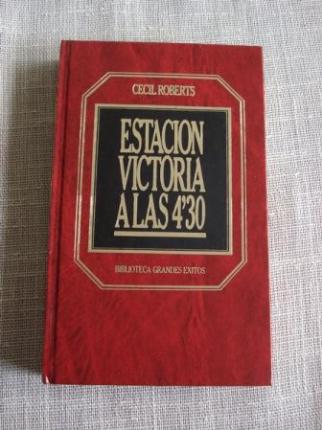 CECIL ROBERTS
ESTACION
VICTORIA
A LAS 4'30
BIBLIOTECA GRANDES EXITOS